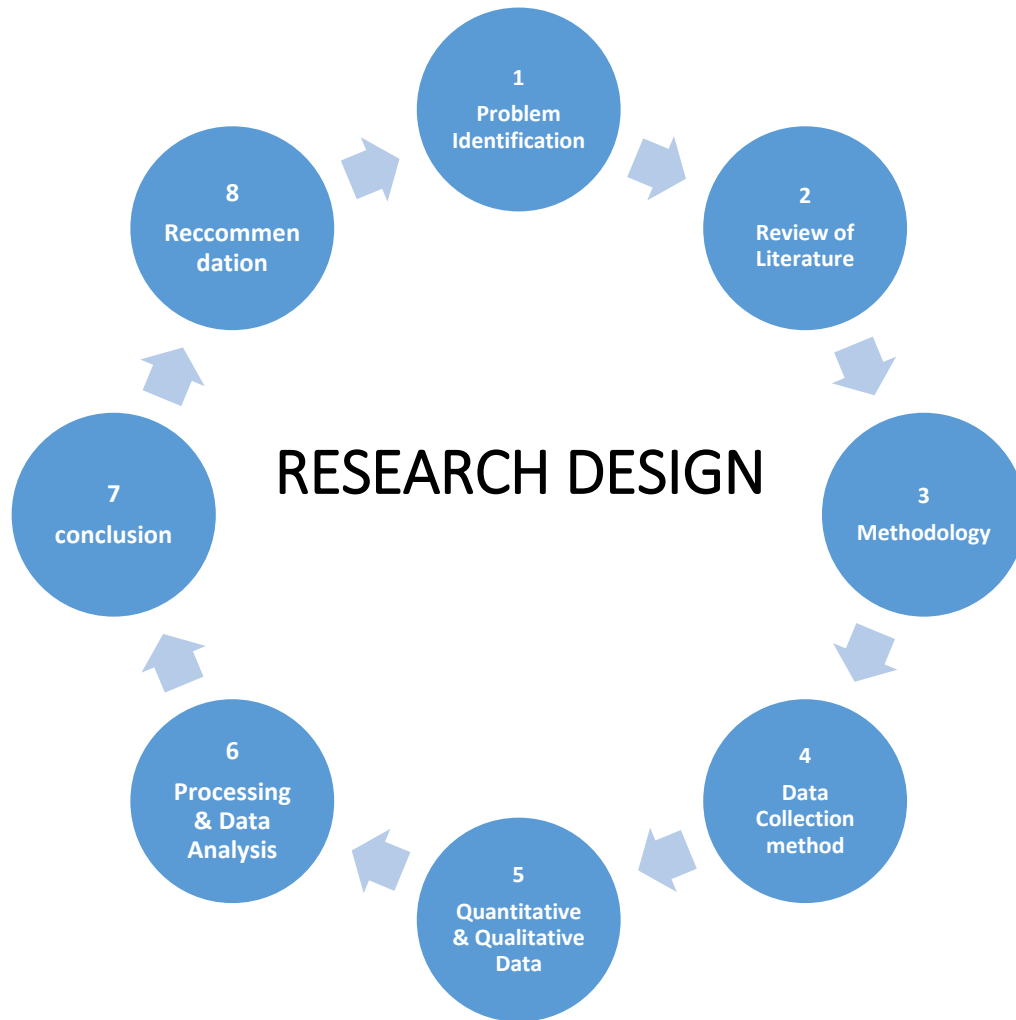 1
Problem
Identification
2
Review of
Literature
3
Methodology
4
Data
Collection
method
5
Quantitative
& Qualitative
Data
6
Processing
& Data
Analysis
7
conclusion
8
Reccommen
dation
RESEARCH DESIGN